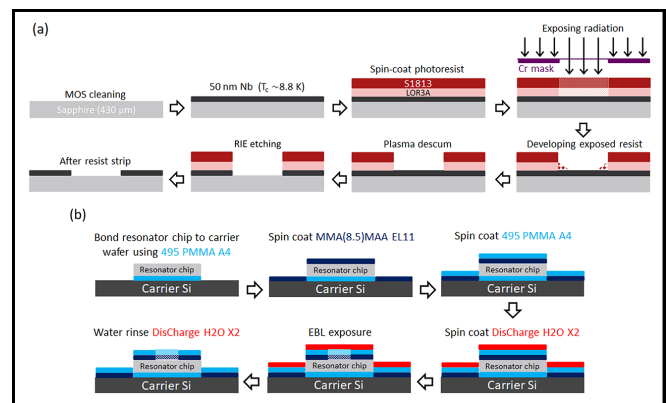 (a)
Exposing radiation
Spin-coat photoresist
Cr mask
MOS cleaning
50 nm Nb (Tc ~8.8 K)
S1813
LOR3A
Sapphire (430 µm)
After resist strip
RIE etching
Plasma descum
Developing exposed resist
(b)
Bond resonator chip to carrier
wafer using 495 PMMA A4
Spin coat MMA(8.5)MAA EL11
Spin coat 495 PMMA A4
Resonator chip
Carrier Si
Resonator chip
Carrier Si
Resonator chip
Carrier Si
Water rinse DisCharge H2O X2
EBL exposure
Spin coat DisCharge H2O X2
Resonator chip
Carrier Si
Resonator chip
Carrier Si
Resonator chip
Carrier Si